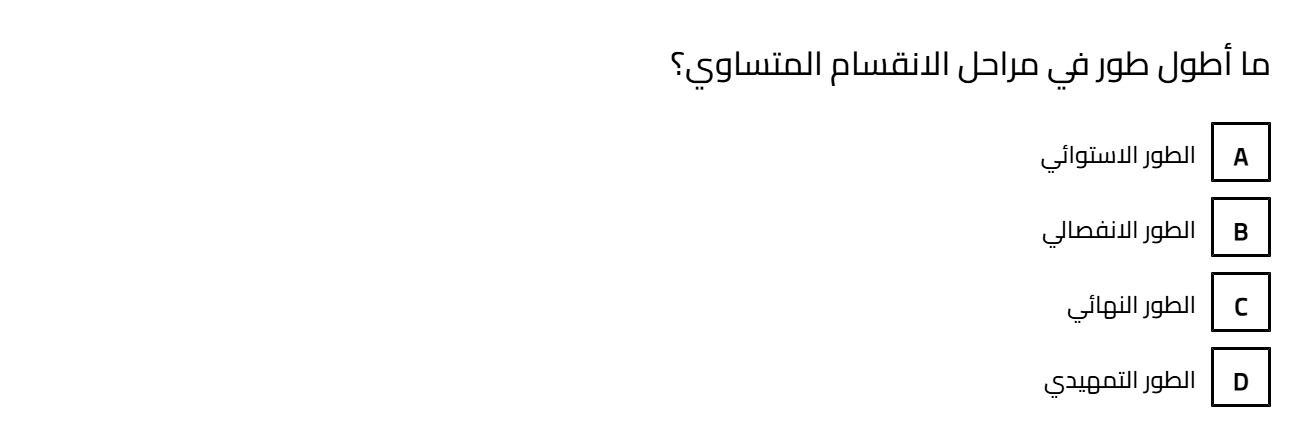 ما أطول طور في مراحل الانقسام المتساوي؟
A الطور الاستوائي
B الطور الانفصالي
C الطور النهائي
D الطور التمهيدي